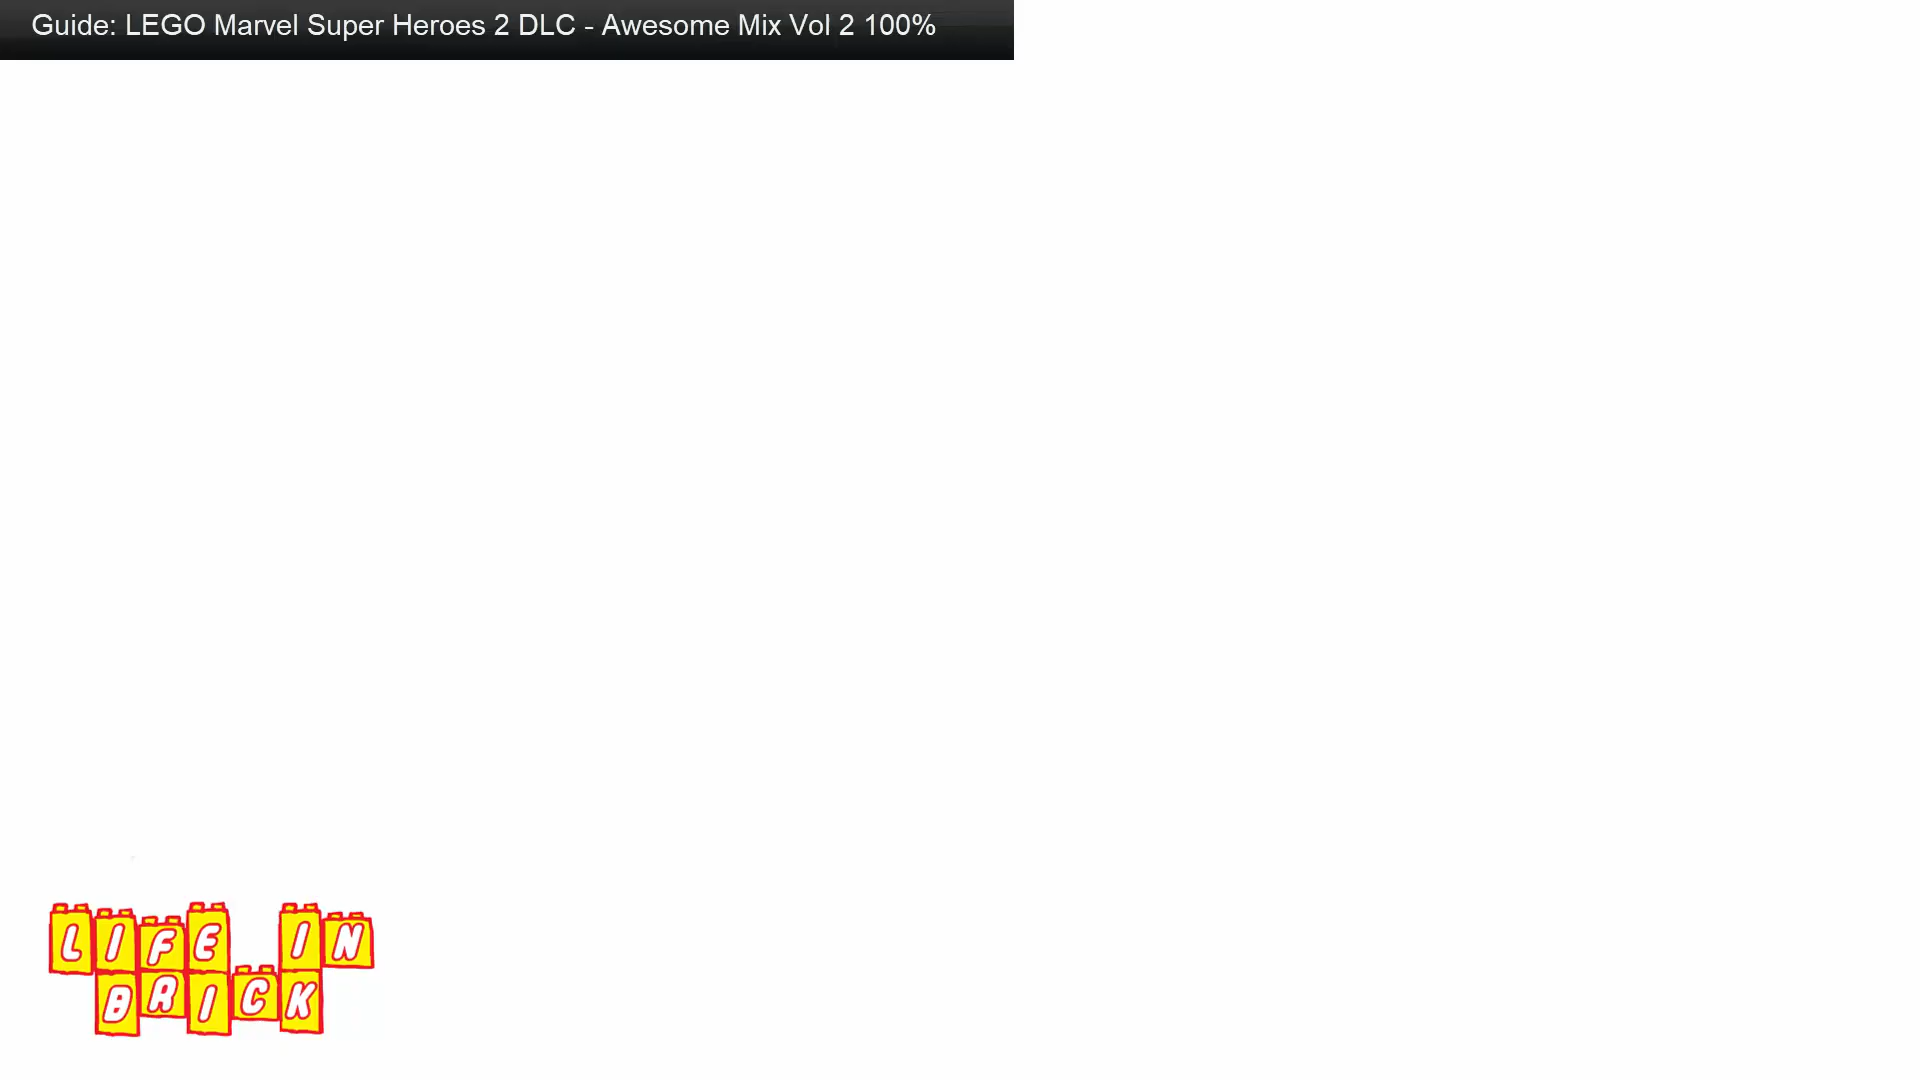 Guide: LEGO Marvel Super Heroes 2 DLC - Awesome Mix Vol 2 100%
LIFE IN
BRICK